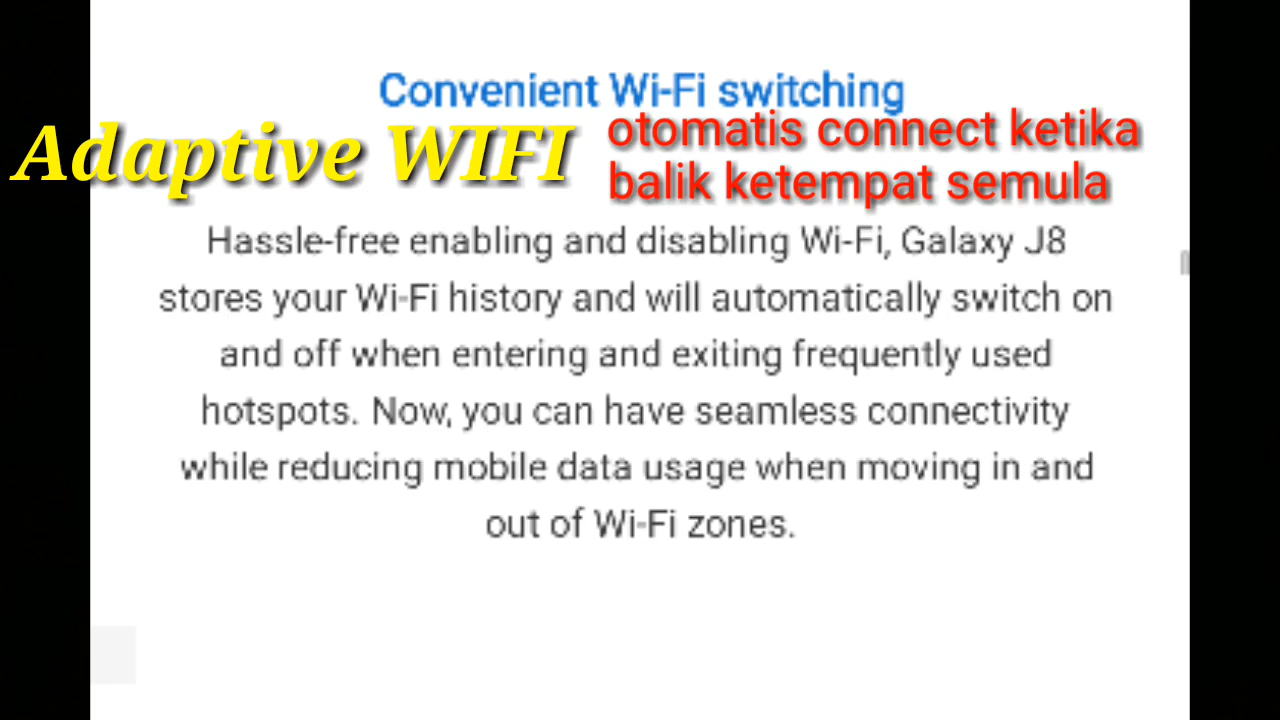 Convenient Wi-Fi switching
Adaptive WIFI
otomatis connect ketika
balik ketempat semula
Hassle-free enabling and disabling Wi-Fi, Galaxy J8
stores your Wi-Fi history and will automatically switch on
and off when entering and exiting frequently used
hotspots. Now, you can have seamless connectivity
while reducing mobile data usage when moving in and
out of Wi-Fi zones.